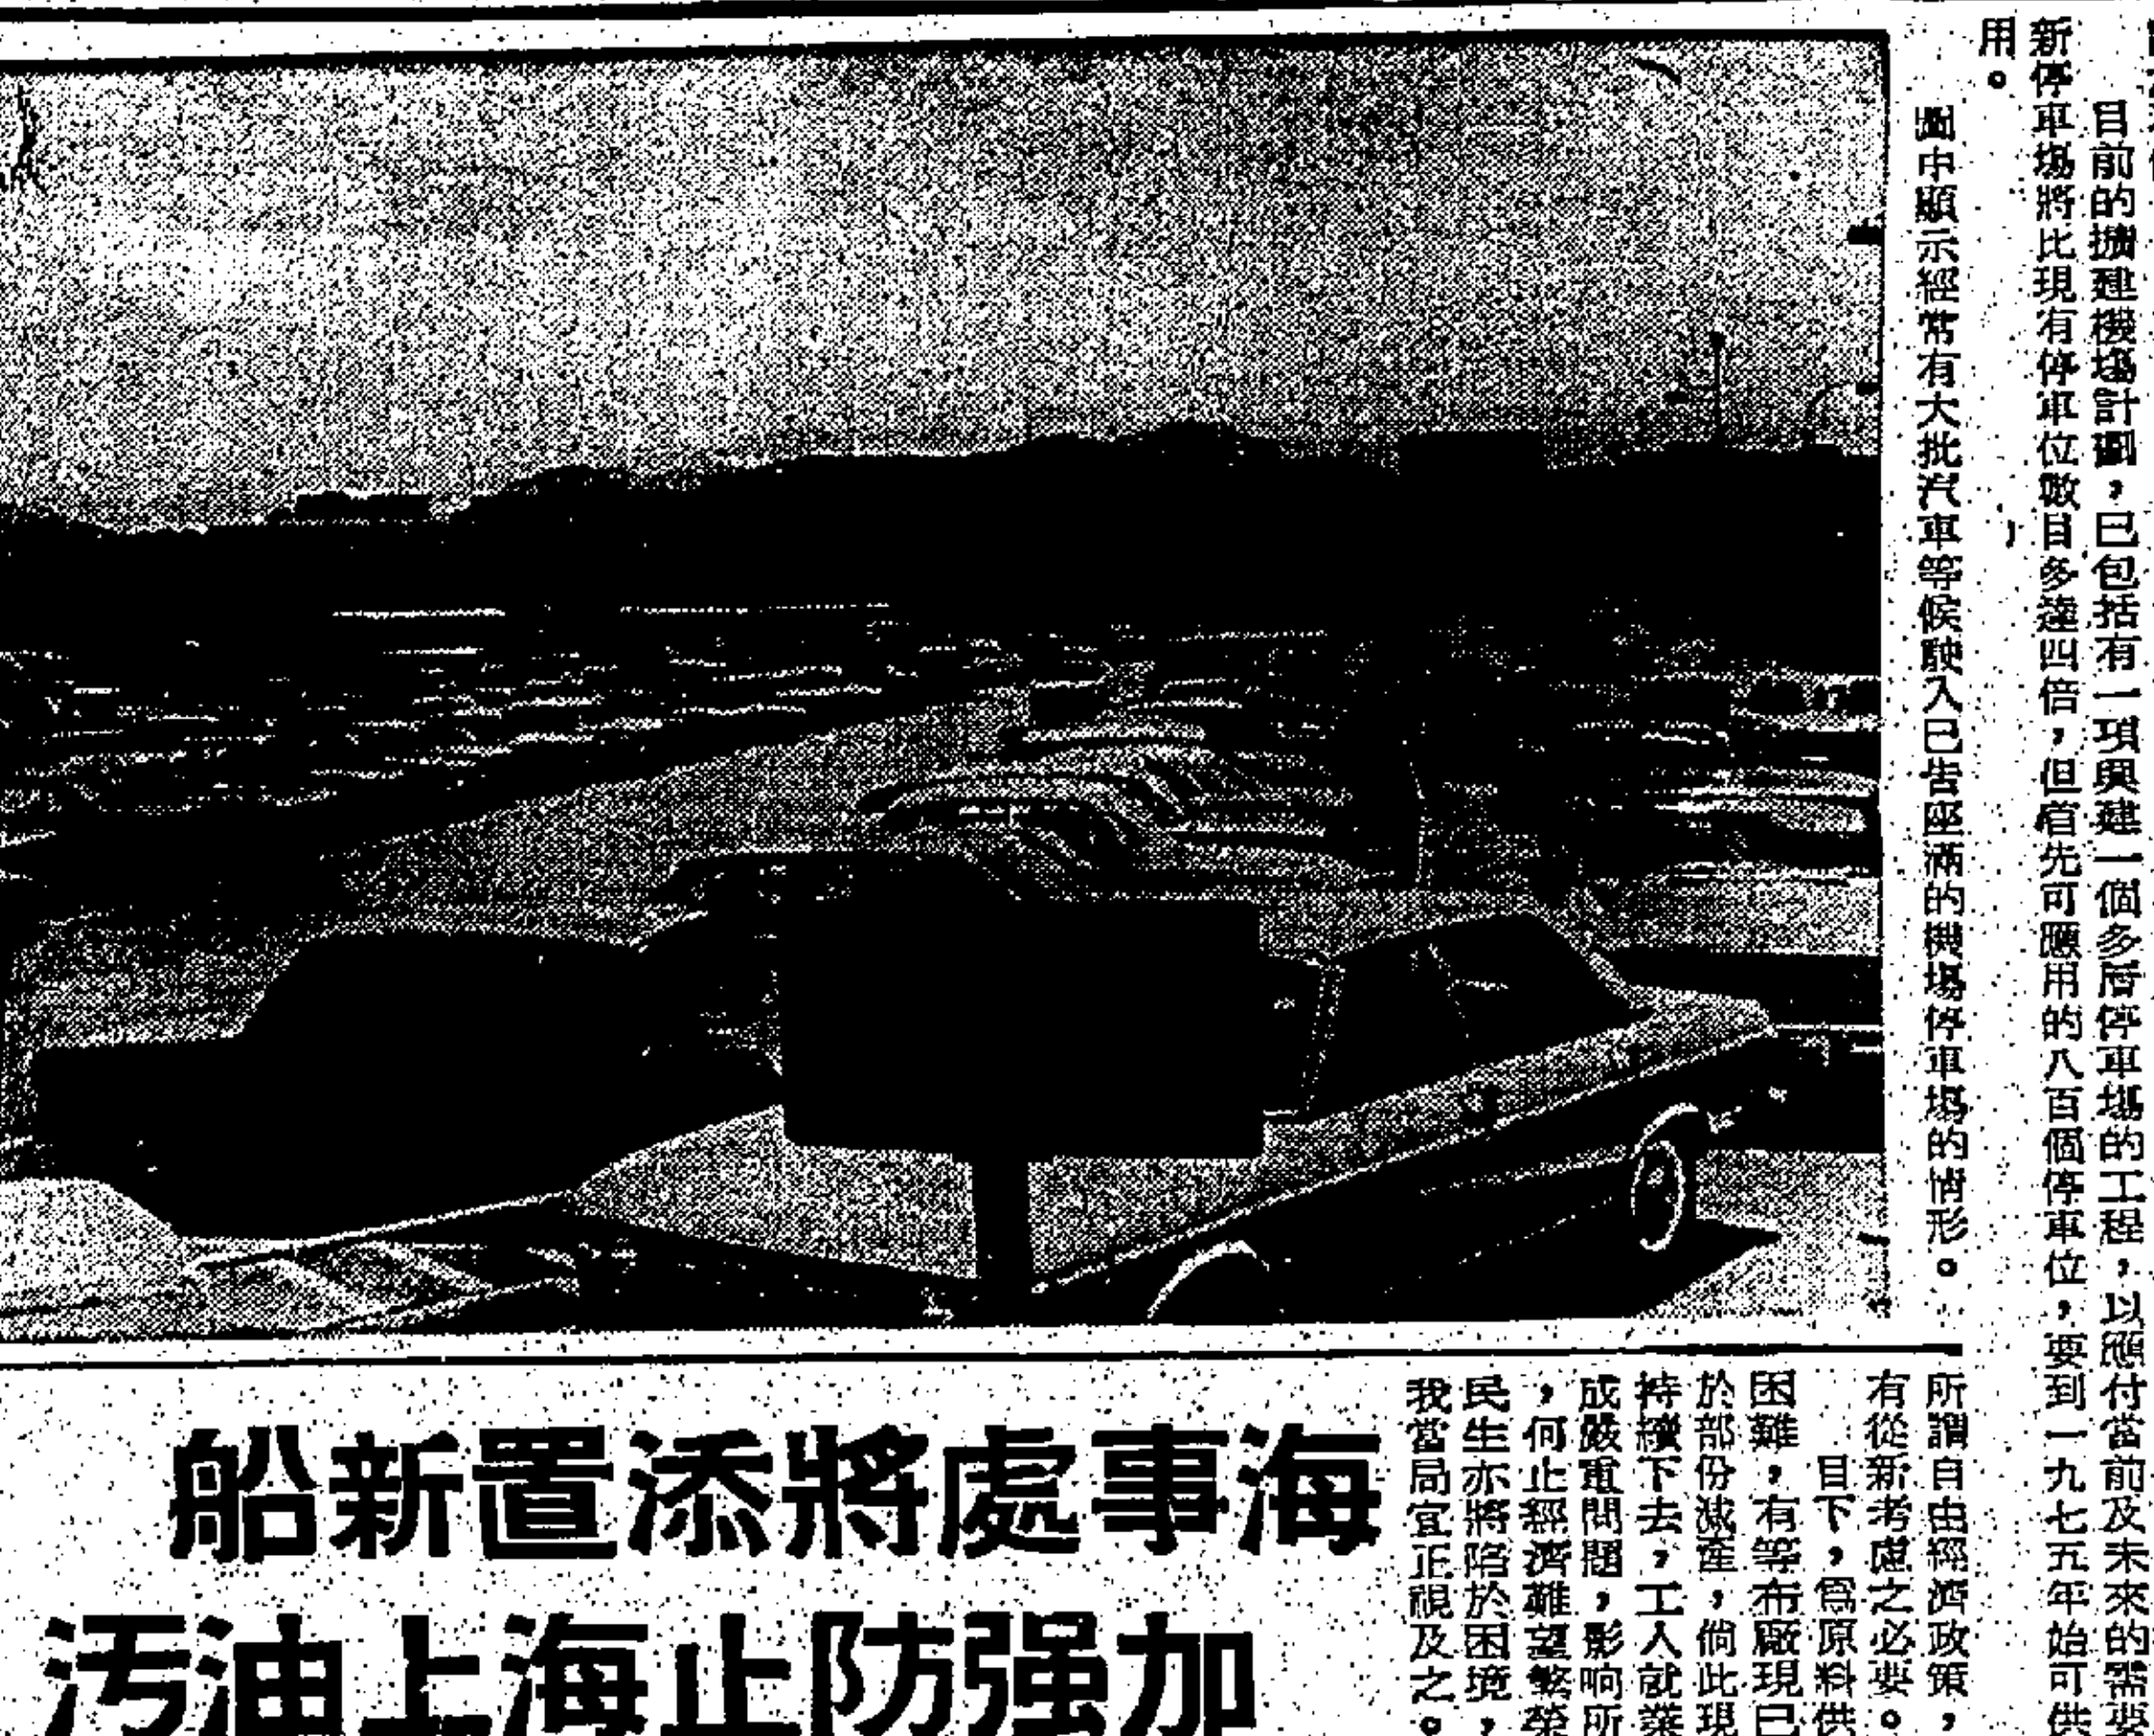 目前的擴建機場計劃，已包括有一項興建一個多層停車場的工程，以應付當前及未來的需要
新停車塲將比現有停車位數目多達四倍，但首先可應用的八百個停車位，要到一九七五年始可供
用。
圖中顯示經常有大批汽車等候駛入已告座滿的機場停車塲的情形。
所謂自由經濟政策，
有從新考慮之必要。
目下，爲原料供
困難，有等布廠現已
於部份減產，倘此現
持續下去，工人就業
成嚴重問題，影响所
，何止經濟難望繁榮
民生亦將陷於困境，
我當局宜正視及之。
海事處將添置新船
加强防止海上油污